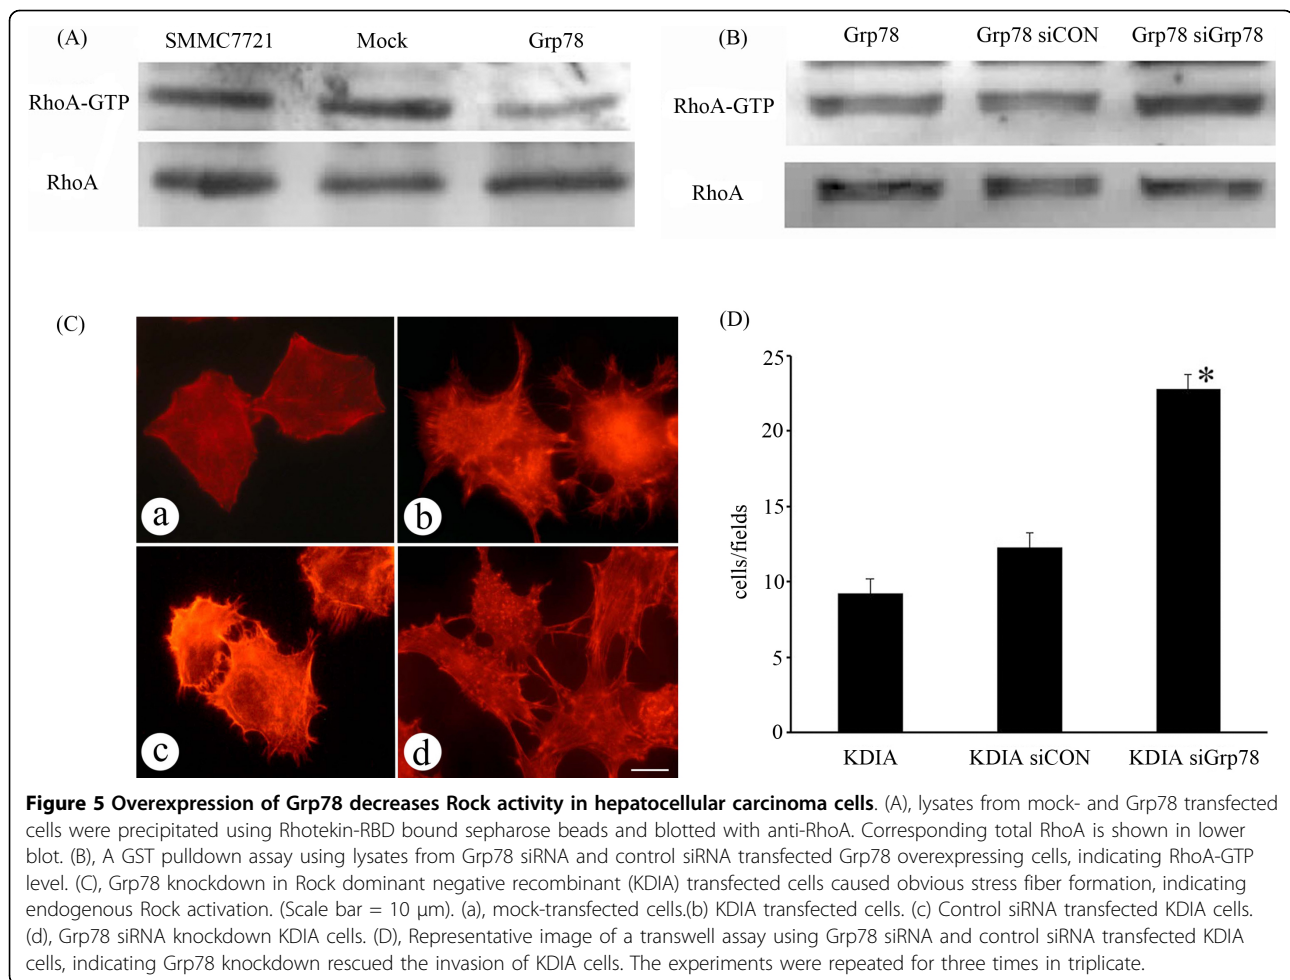 (A)
SMMC7721 Mock Grp78
RhoA-GTP
RhoA
(B)
Grp78 Grp78 siCON Grp78 siGrp78
RhoA-GTP
RhoA
(C)
a
b
c
d
(D)
25
20
15
10
5
0
cells/fields
*
KDIA KDIA siCON KDIA siGrp78
Figure 5 Overexpression of Grp78 decreases Rock activity in hepatocellular carcinoma cells. (A), lysates from mock- and Grp78 transfected
cells were precipitated using Rhotekin-RBD bound sepharose beads and blotted with anti-RhoA. Corresponding total RhoA is shown in lower
blot. (B), A GST pulldown assay using lysates from Grp78 siRNA and control siRNA transfected Grp78 overexpressing cells, indicating RhoA-GTP
level. (C), Grp78 knockdown in Rock dominant negative recombinant (KDIA) transfected cells caused obvious stress fiber formation, indicating
endogenous Rock activation. (Scale bar = 10 μm). (a), mock-transfected cells.(b) KDIA transfected cells. (c) Control siRNA transfected KDIA cells.
(d), Grp78 siRNA knockdown KDIA cells. (D), Representative image of a transwell assay using Grp78 siRNA and control siRNA transfected KDIA
cells, indicating Grp78 knockdown rescued the invasion of KDIA cells. The experiments were repeated for three times in triplicate.